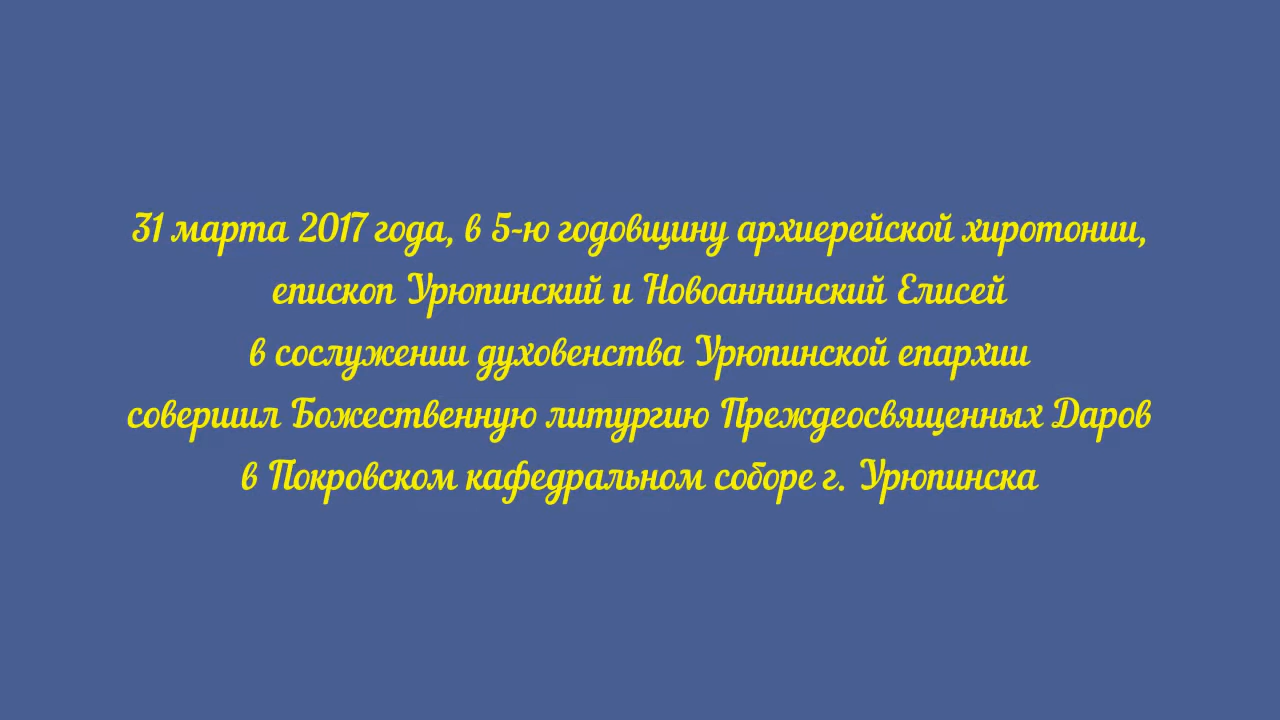 31 марта 2017 года, в 5-ю годовщину архиерейской хиротонии,
епископ Урюпинский и Новоаннинский Елисей
в сослужении духовенства Урюпинской епархии
совершил Божественную литургию Преждеосвященных Даров
в Покровском кафедральном соборе г. Урюпинска